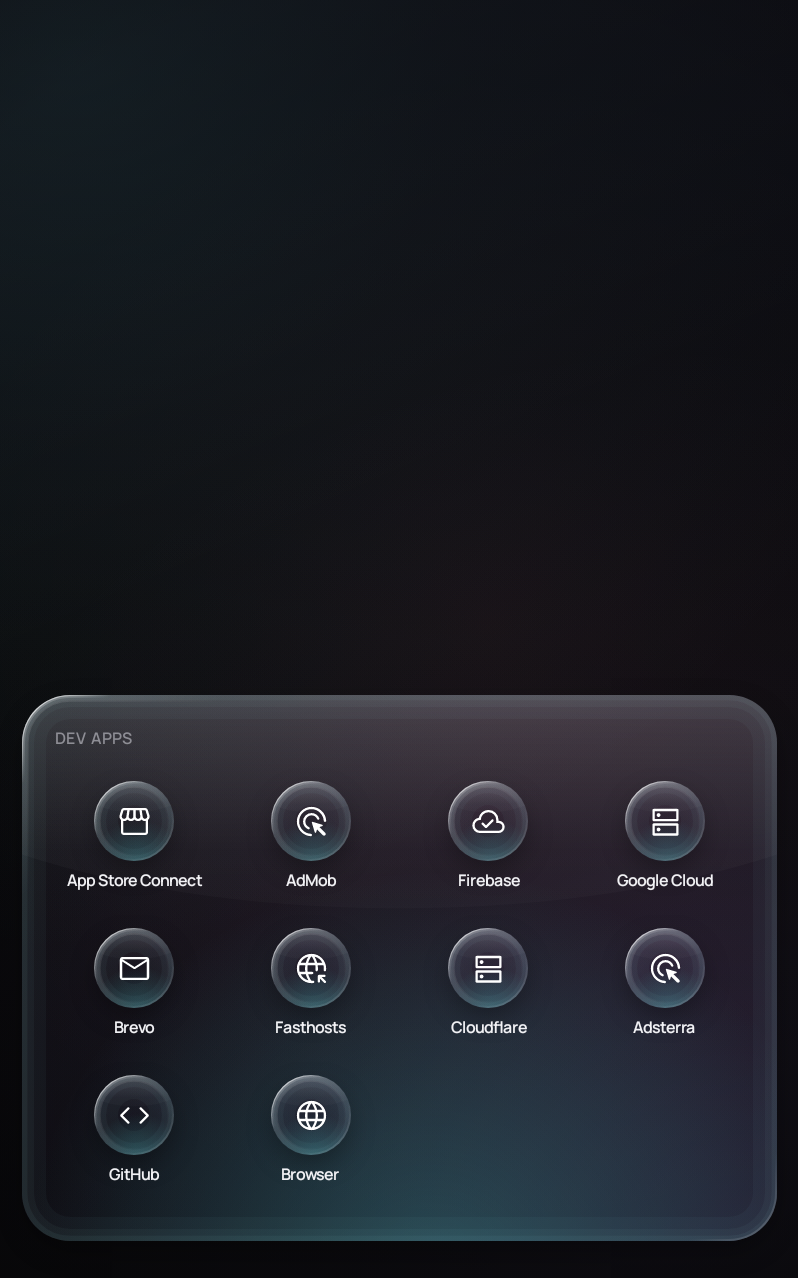 DEV APPS
App Store Connect
AdMob
Firebase
Google Cloud
Brevo
Fasthosts
Cloudflare
Adsterra
GitHub
Browser